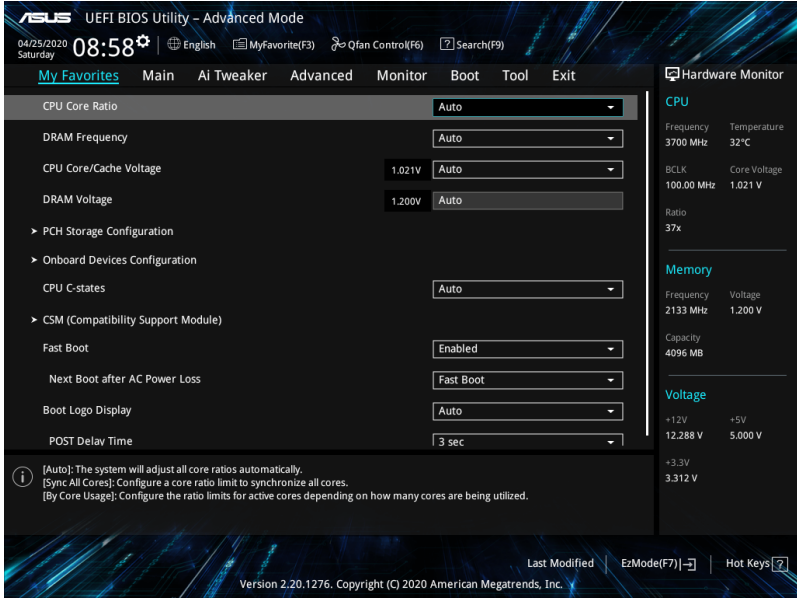 ASUS UEFI BIOS Utility – Advanced Mode
04/25/2020 Saturday 08:58 English MyFavorite(F3) Qfan Control(F6) ? Search(F9)
My Favorites Main Ai Tweaker Advanced Monitor Boot Tool Exit
CPU Core Ratio Auto
DRAM Frequency Auto
CPU Core/Cache Voltage 1.021V Auto
DRAM Voltage 1.200V Auto
> PCH Storage Configuration
> Onboard Devices Configuration
CPU C-states Auto
> CSM (Compatibility Support Module)
Fast Boot Enabled
Next Boot after AC Power Loss Fast Boot
Boot Logo Display Auto
POST Delay Time 3 sec
i
[Auto]: The system will adjust all core ratios automatically.
[Sync All Cores]: Configure a core ratio limit to synchronize all cores.
[By Core Usage]: Configure the ratio limits for active cores depending on how many cores are being utilized.
Hardware Monitor
CPU
Frequency Temperature
3700 MHz 32°C
BCLK Core Voltage
100.00 MHz 1.021 V
Ratio
37x
Memory
Frequency Voltage
2133 MHz 1.200 V
Capacity
4096 MB
Voltage
+12V +5V
12.288 V 5.000 V
+3.3V
3.312 V
Last Modified EzMode(F7) Hot Keys ?
Version 2.20.1276. Copyright (C) 2020 American Megatrends, Inc.